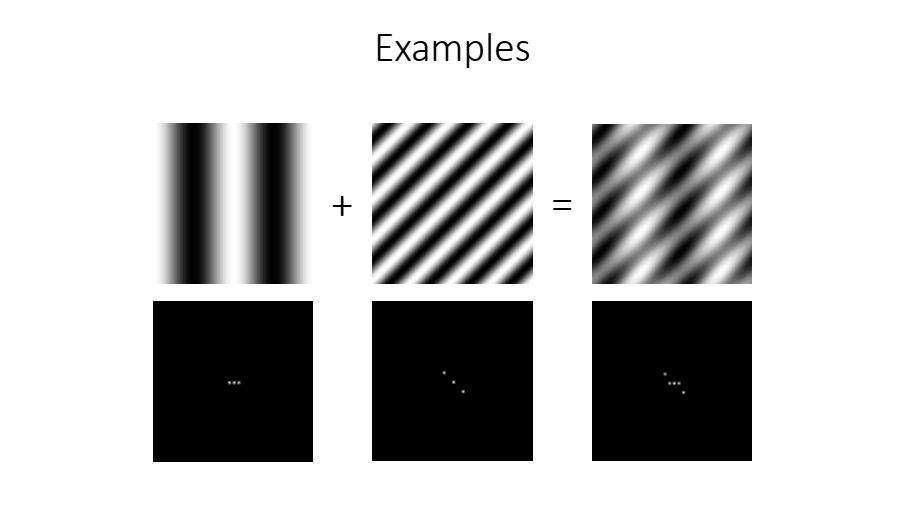 Examples
+ =